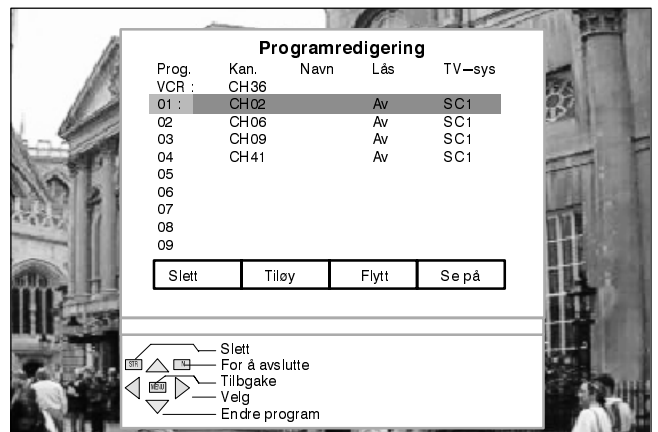 Programredigering
Prog. Kan. Navn Lås TV–sys
VCR : CH36
01 : CH02 Av SC1
02 CH06 Av SC1
03 CH09 Av SC1
04 CH41 Av SC1
05
06
07
08
09
Slett Tiløy Flytt Se på
Slett
STR N For å avslutte
Tilbgake
MENU Velg
Endre program